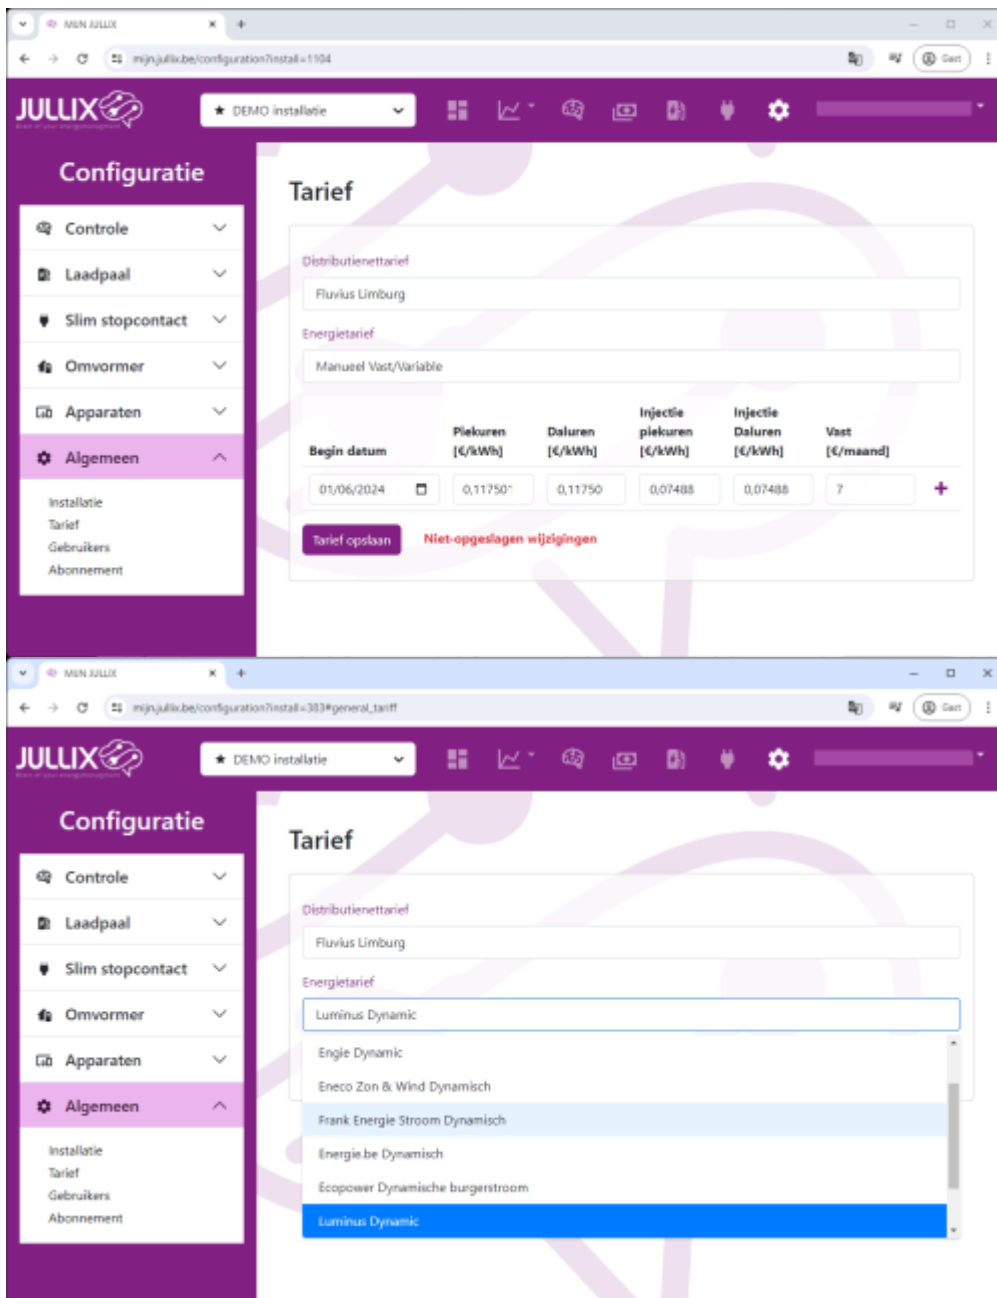 MIJN JULLIX
mijn.jullix.be/configuration?install=1104
Gast
JULLIX
DEMO installatie
Configuratie
Controle
Laadpaal
Slim stopcontact
Omvormer
Apparaten
Algemeen
Installatie
Tarief
Gebruikers
Abonnement
Tarief
Distributienettarief
Fluvius Limburg
Energietarief
Manueel Vast/Variable
Begin datum Piekuren [€/kWh] Daluren [€/kWh] Injectie piekuren [€/kWh] Injectie Daluren [€/kWh] Vast [€/maand]
01/06/2024 0,11750 0,11750 0,07488 0,07488 7
Tarief opslaan Niet-opgeslagen wijzigingen
MIJN JULLIX
mijn.jullix.be/configuration?install=383#general_tariff
Gast
JULLIX
DEMO installatie
Configuratie
Controle
Laadpaal
Slim stopcontact
Omvormer
Apparaten
Algemeen
Installatie
Tarief
Gebruikers
Abonnement
Tarief
Distributienettarief
Fluvius Limburg
Energietarief
Luminus Dynamic
Engie Dynamic
Eneco Zon & Wind Dynamisch
Frank Energie Stroom Dynamisch
Energie.be Dynamisch
Ecopower Dynamische burgerstroom
Luminus Dynamic